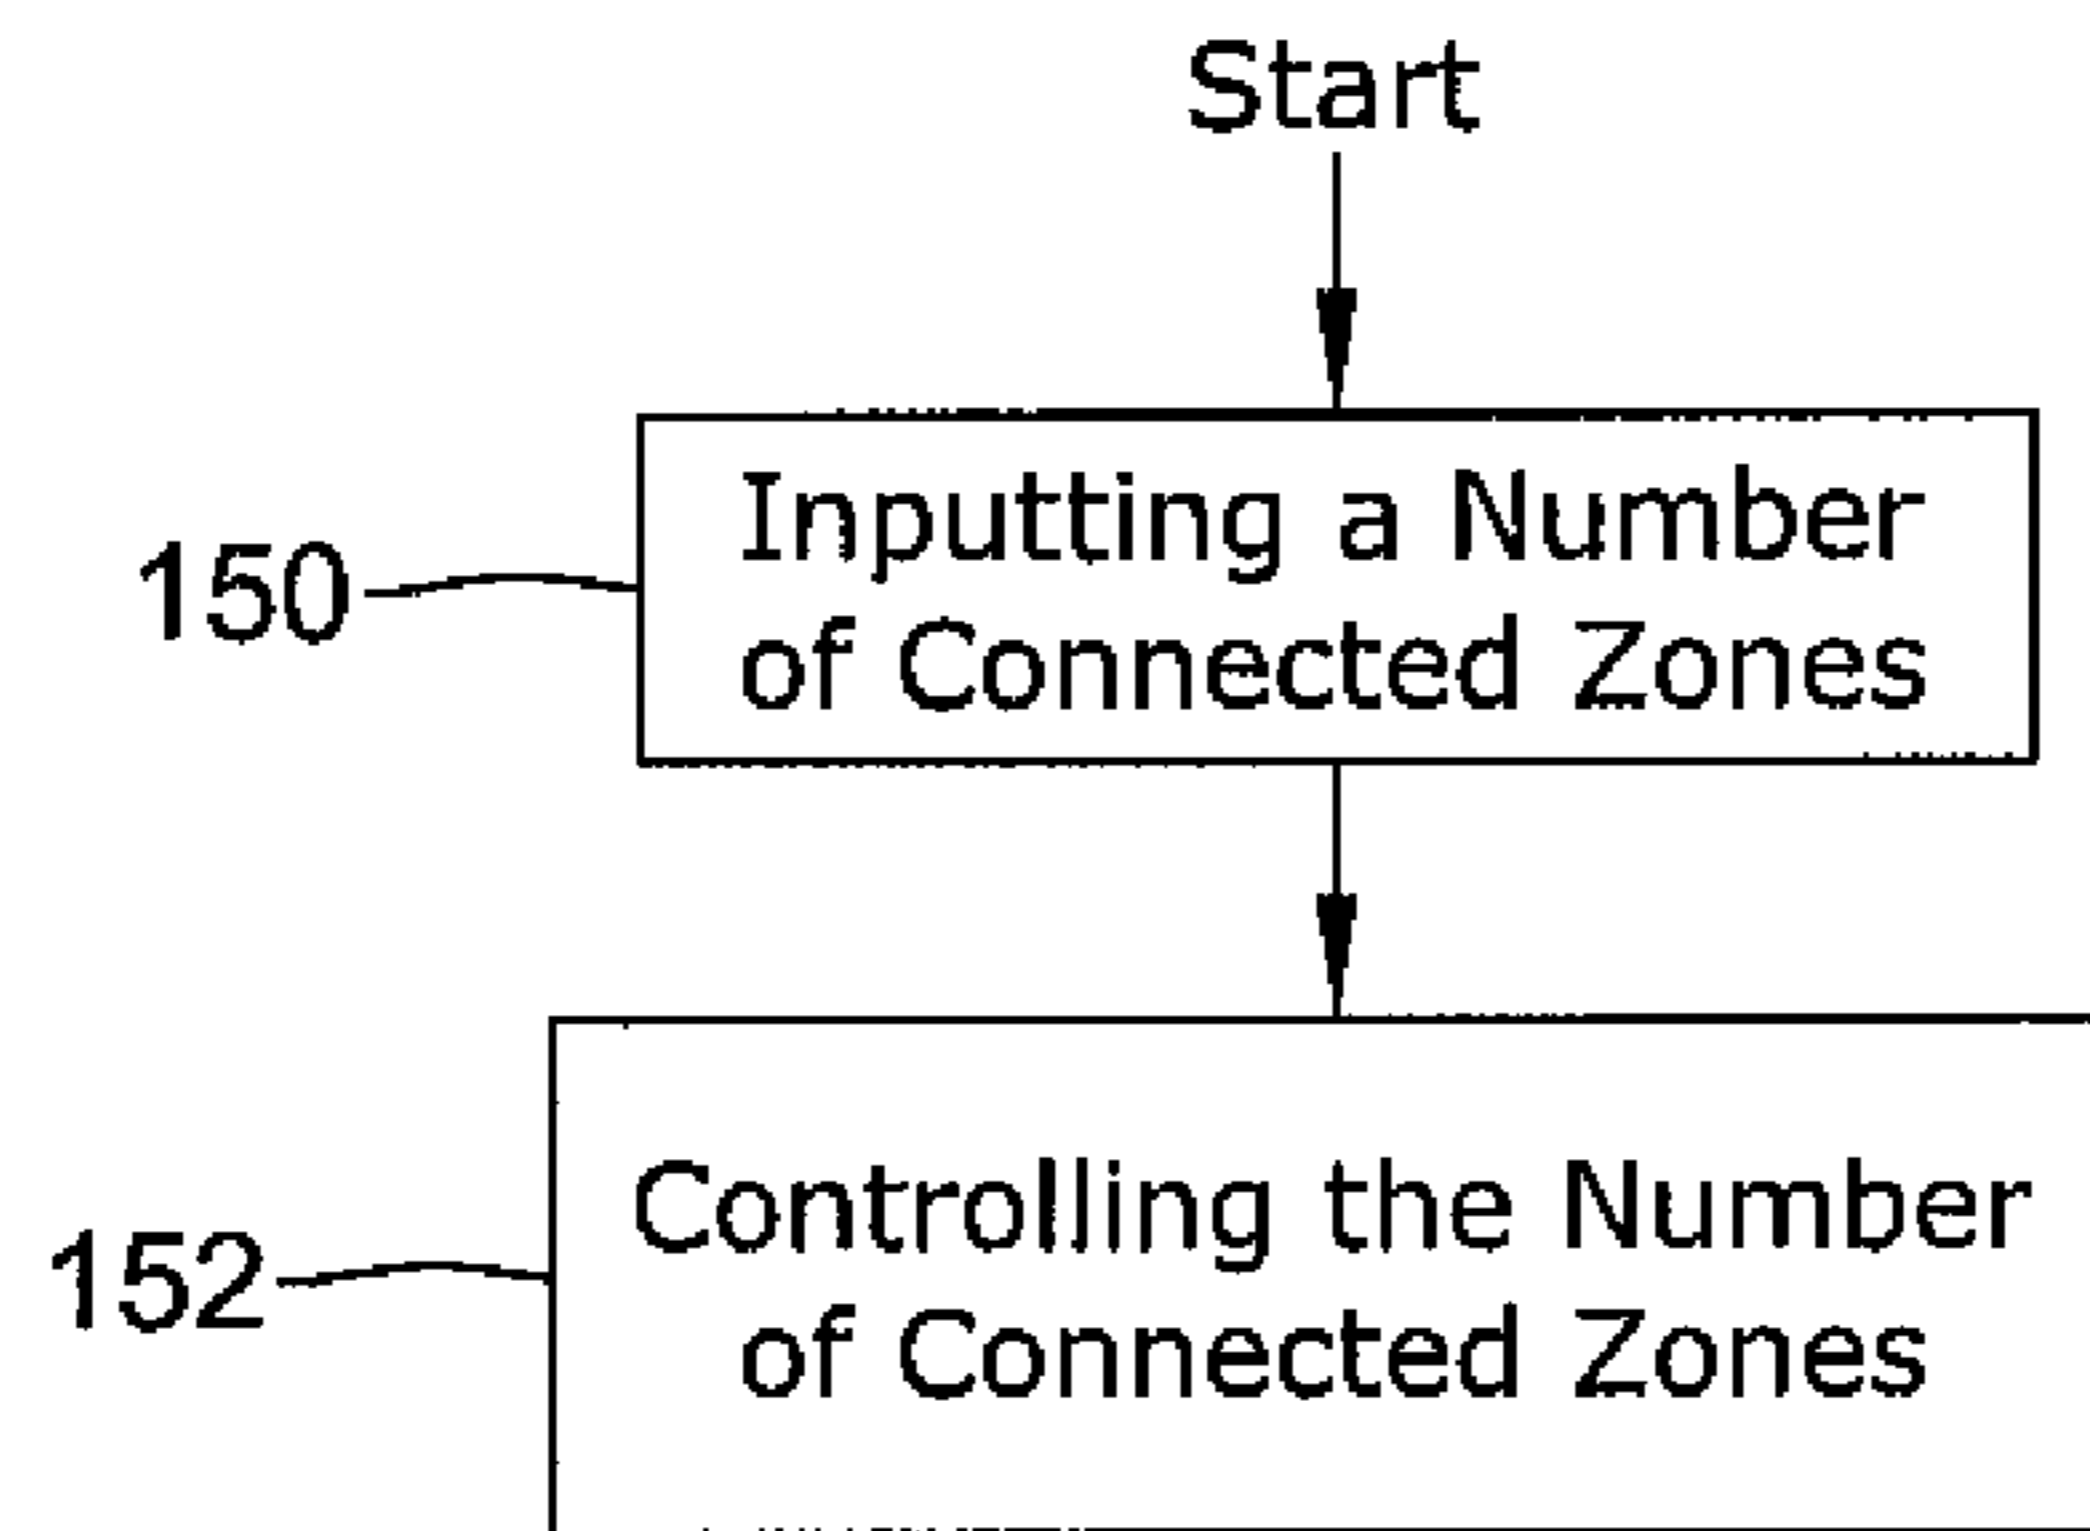 Start
150
Inputting a Number
of Connected Zones
152
Controlling the Number
of Connected Zones